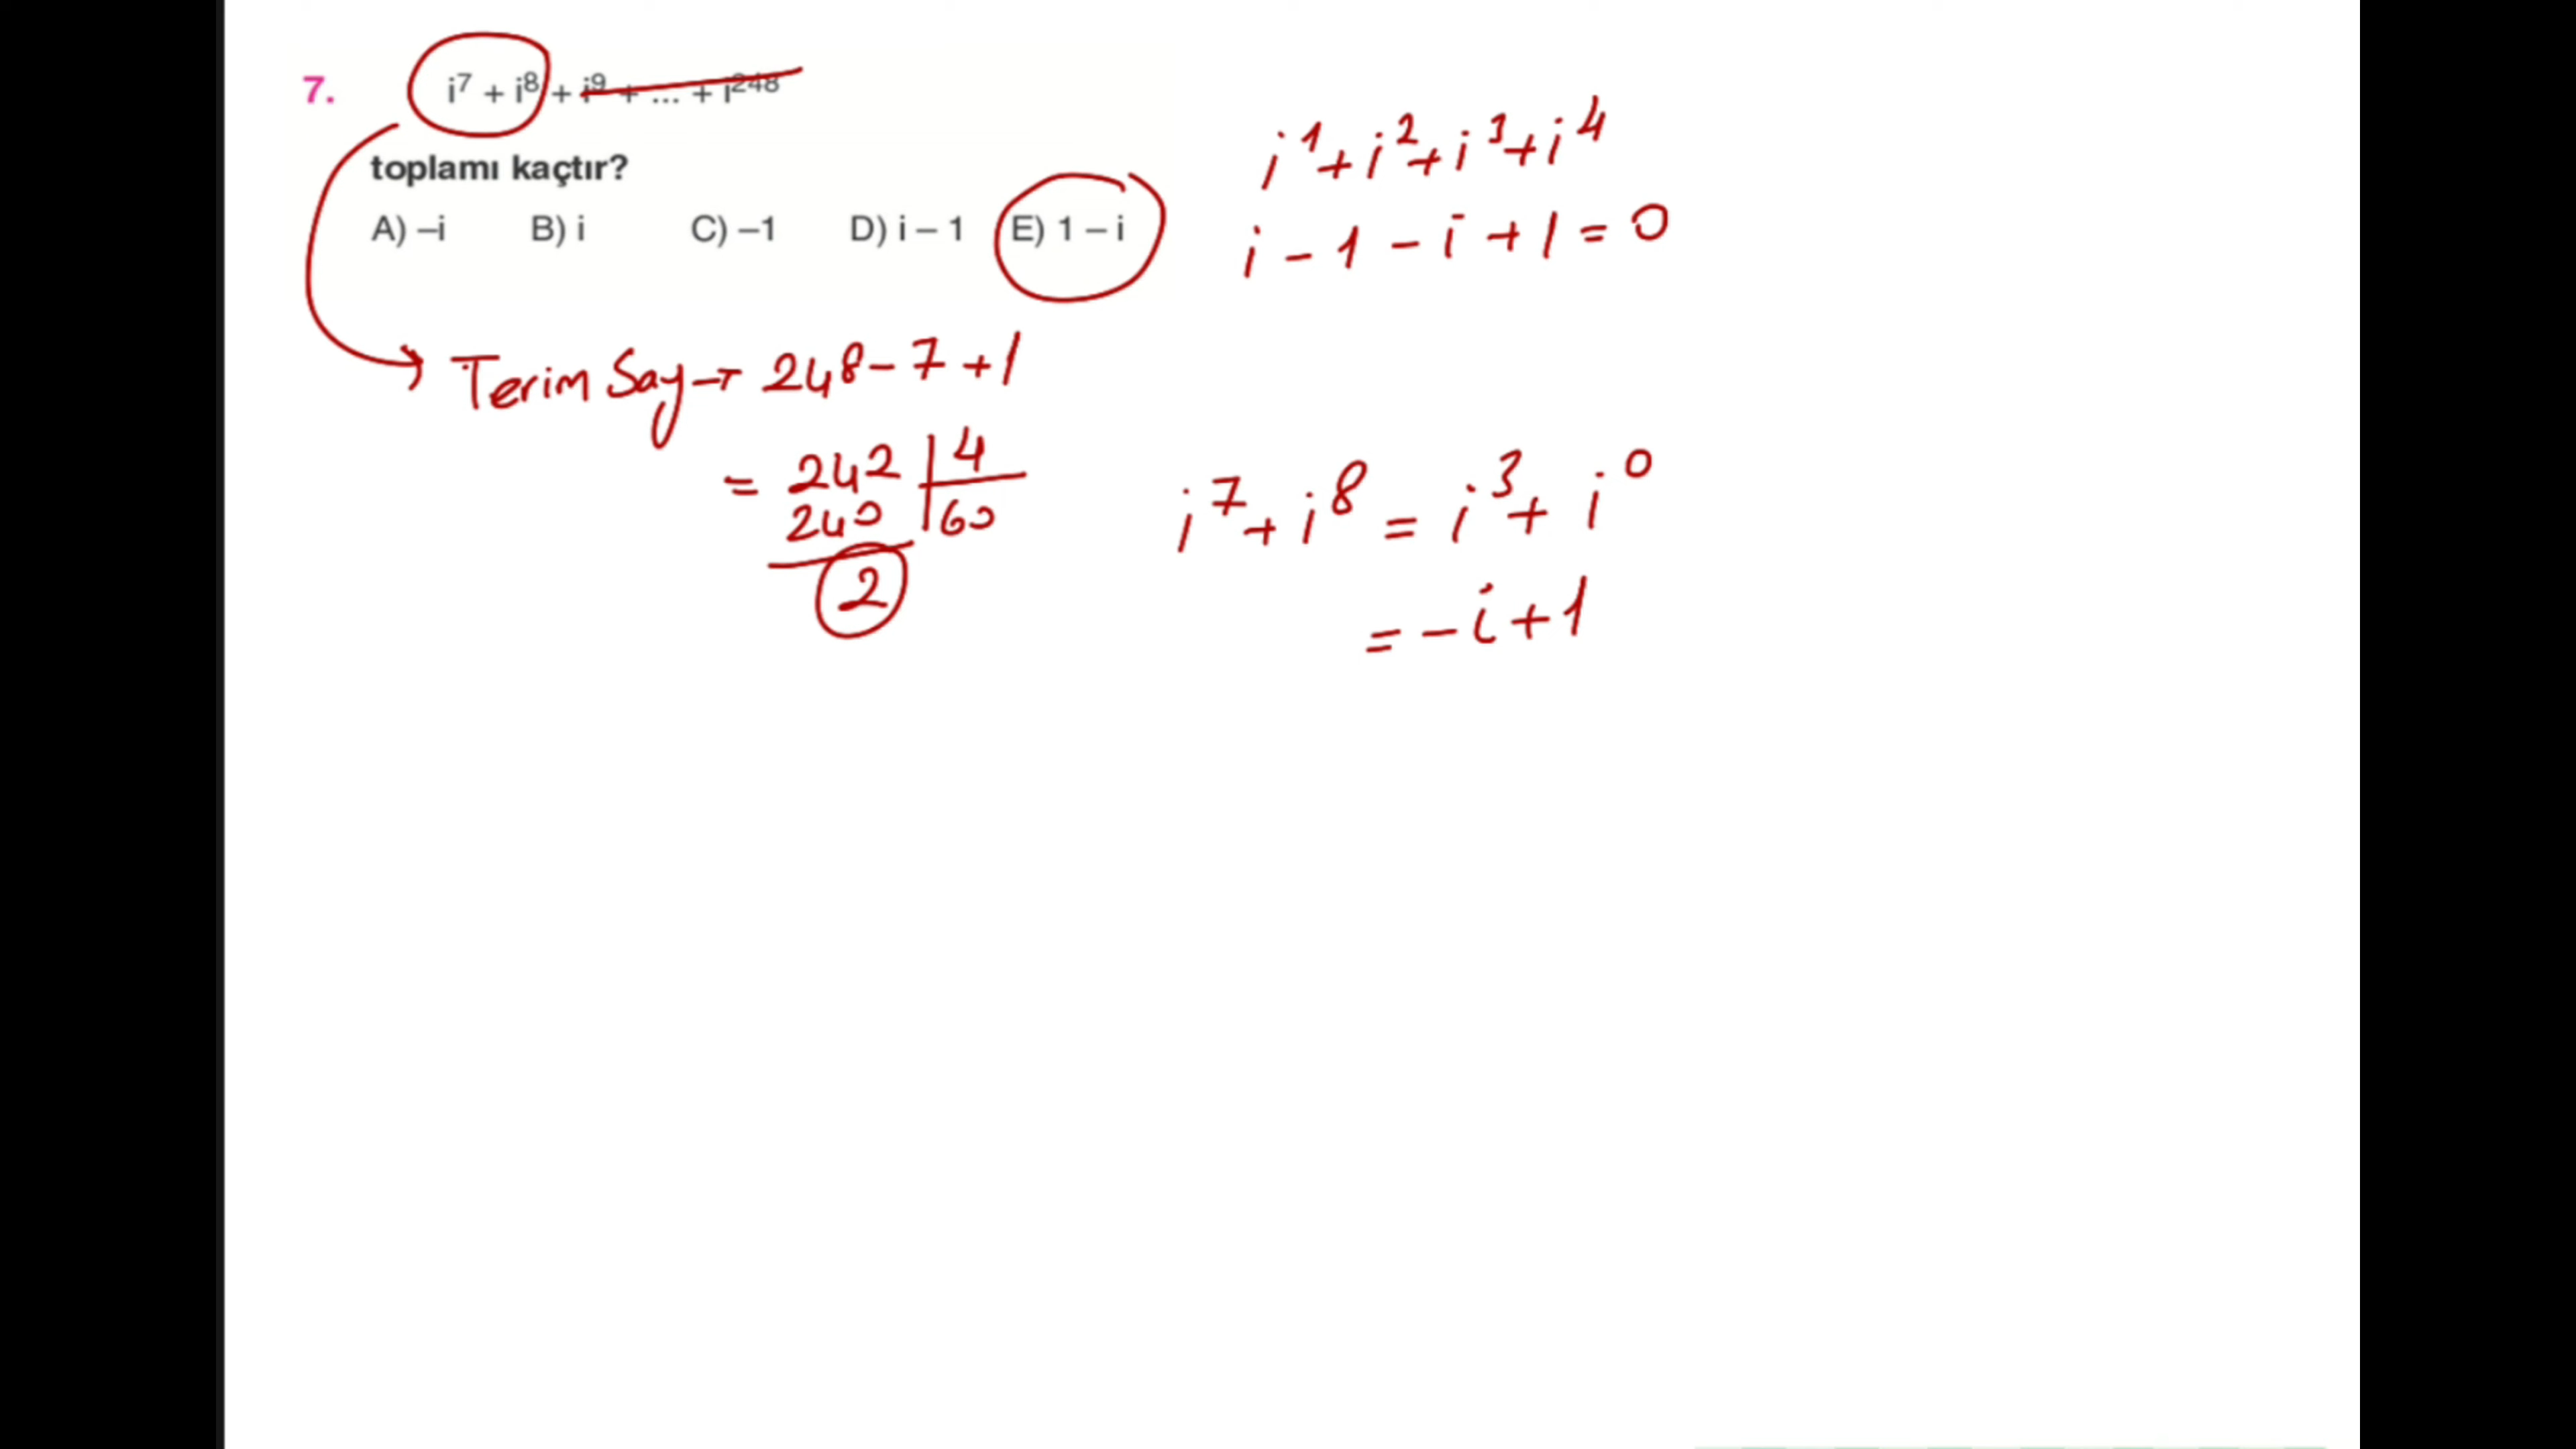 7. i⁷ + i⁸ + i⁹ + ... + i²⁴⁸
toplamı kaçtır?
A) –i B) i C) –1 D) i – 1 E) 1 – i
i¹ + i² + i³ + i⁴
i - 1 - i + 1 = 0
Terim Say → 248 - 7 + 1
= 242 | 4
240 | 60
2
i⁷ + i⁸ = i³ + i⁰
= - i + 1